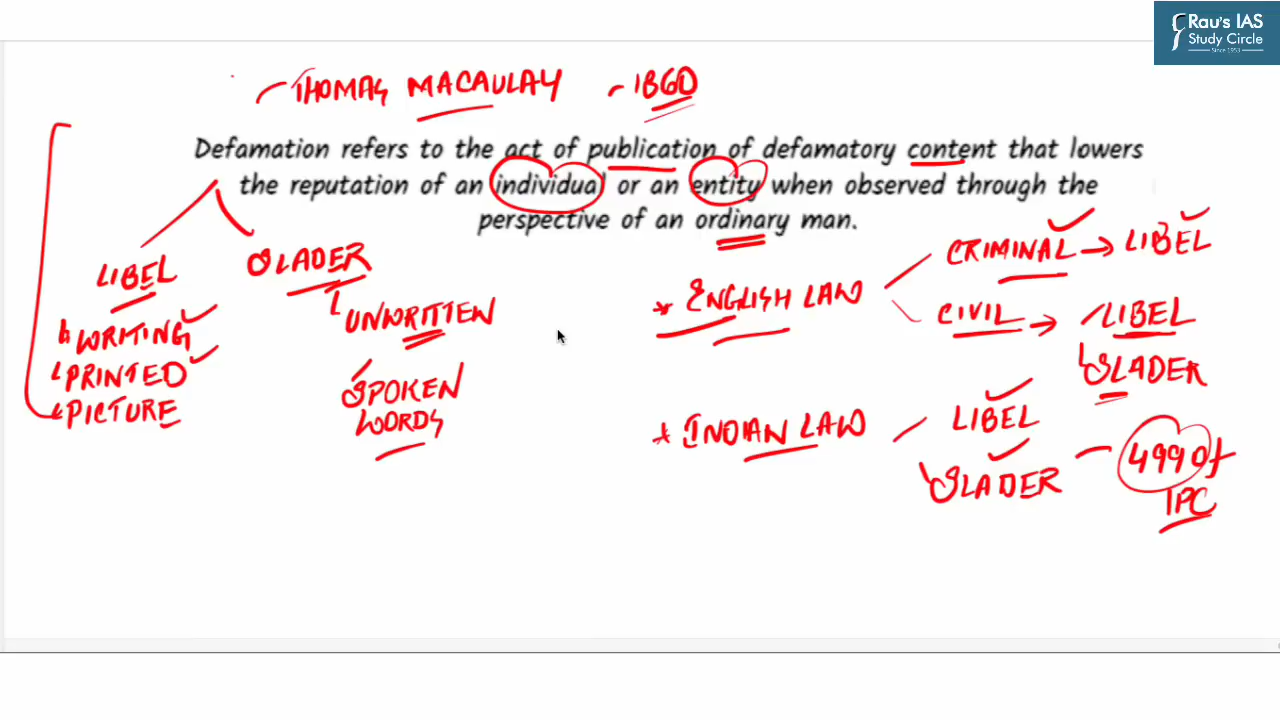 Rau's IAS
Study Circle
Since 1953
THOMAS MACAULAY - 1860
Defamation refers to the act of publication of defamatory content that lowers
the reputation of an individual or an entity when observed through the
perspective of an ordinary man.
LIBEL
WRITING
PRINTED
PICTURE
SLADER
UNWRITTEN
SPOKEN
WORDS
* ENGLISH LAW
CRIMINAL → LIBEL
CIVIL → LIBEL
SLADER
* INDIAN LAW
LIBEL
SLADER - 499 of
IPC